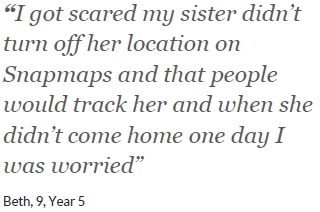 “I got scared my sister didn’t
turn off her location on
Snapmaps and that people
would track her and when she
didn’t come home one day I
was worried”
Beth, 9, Year 5